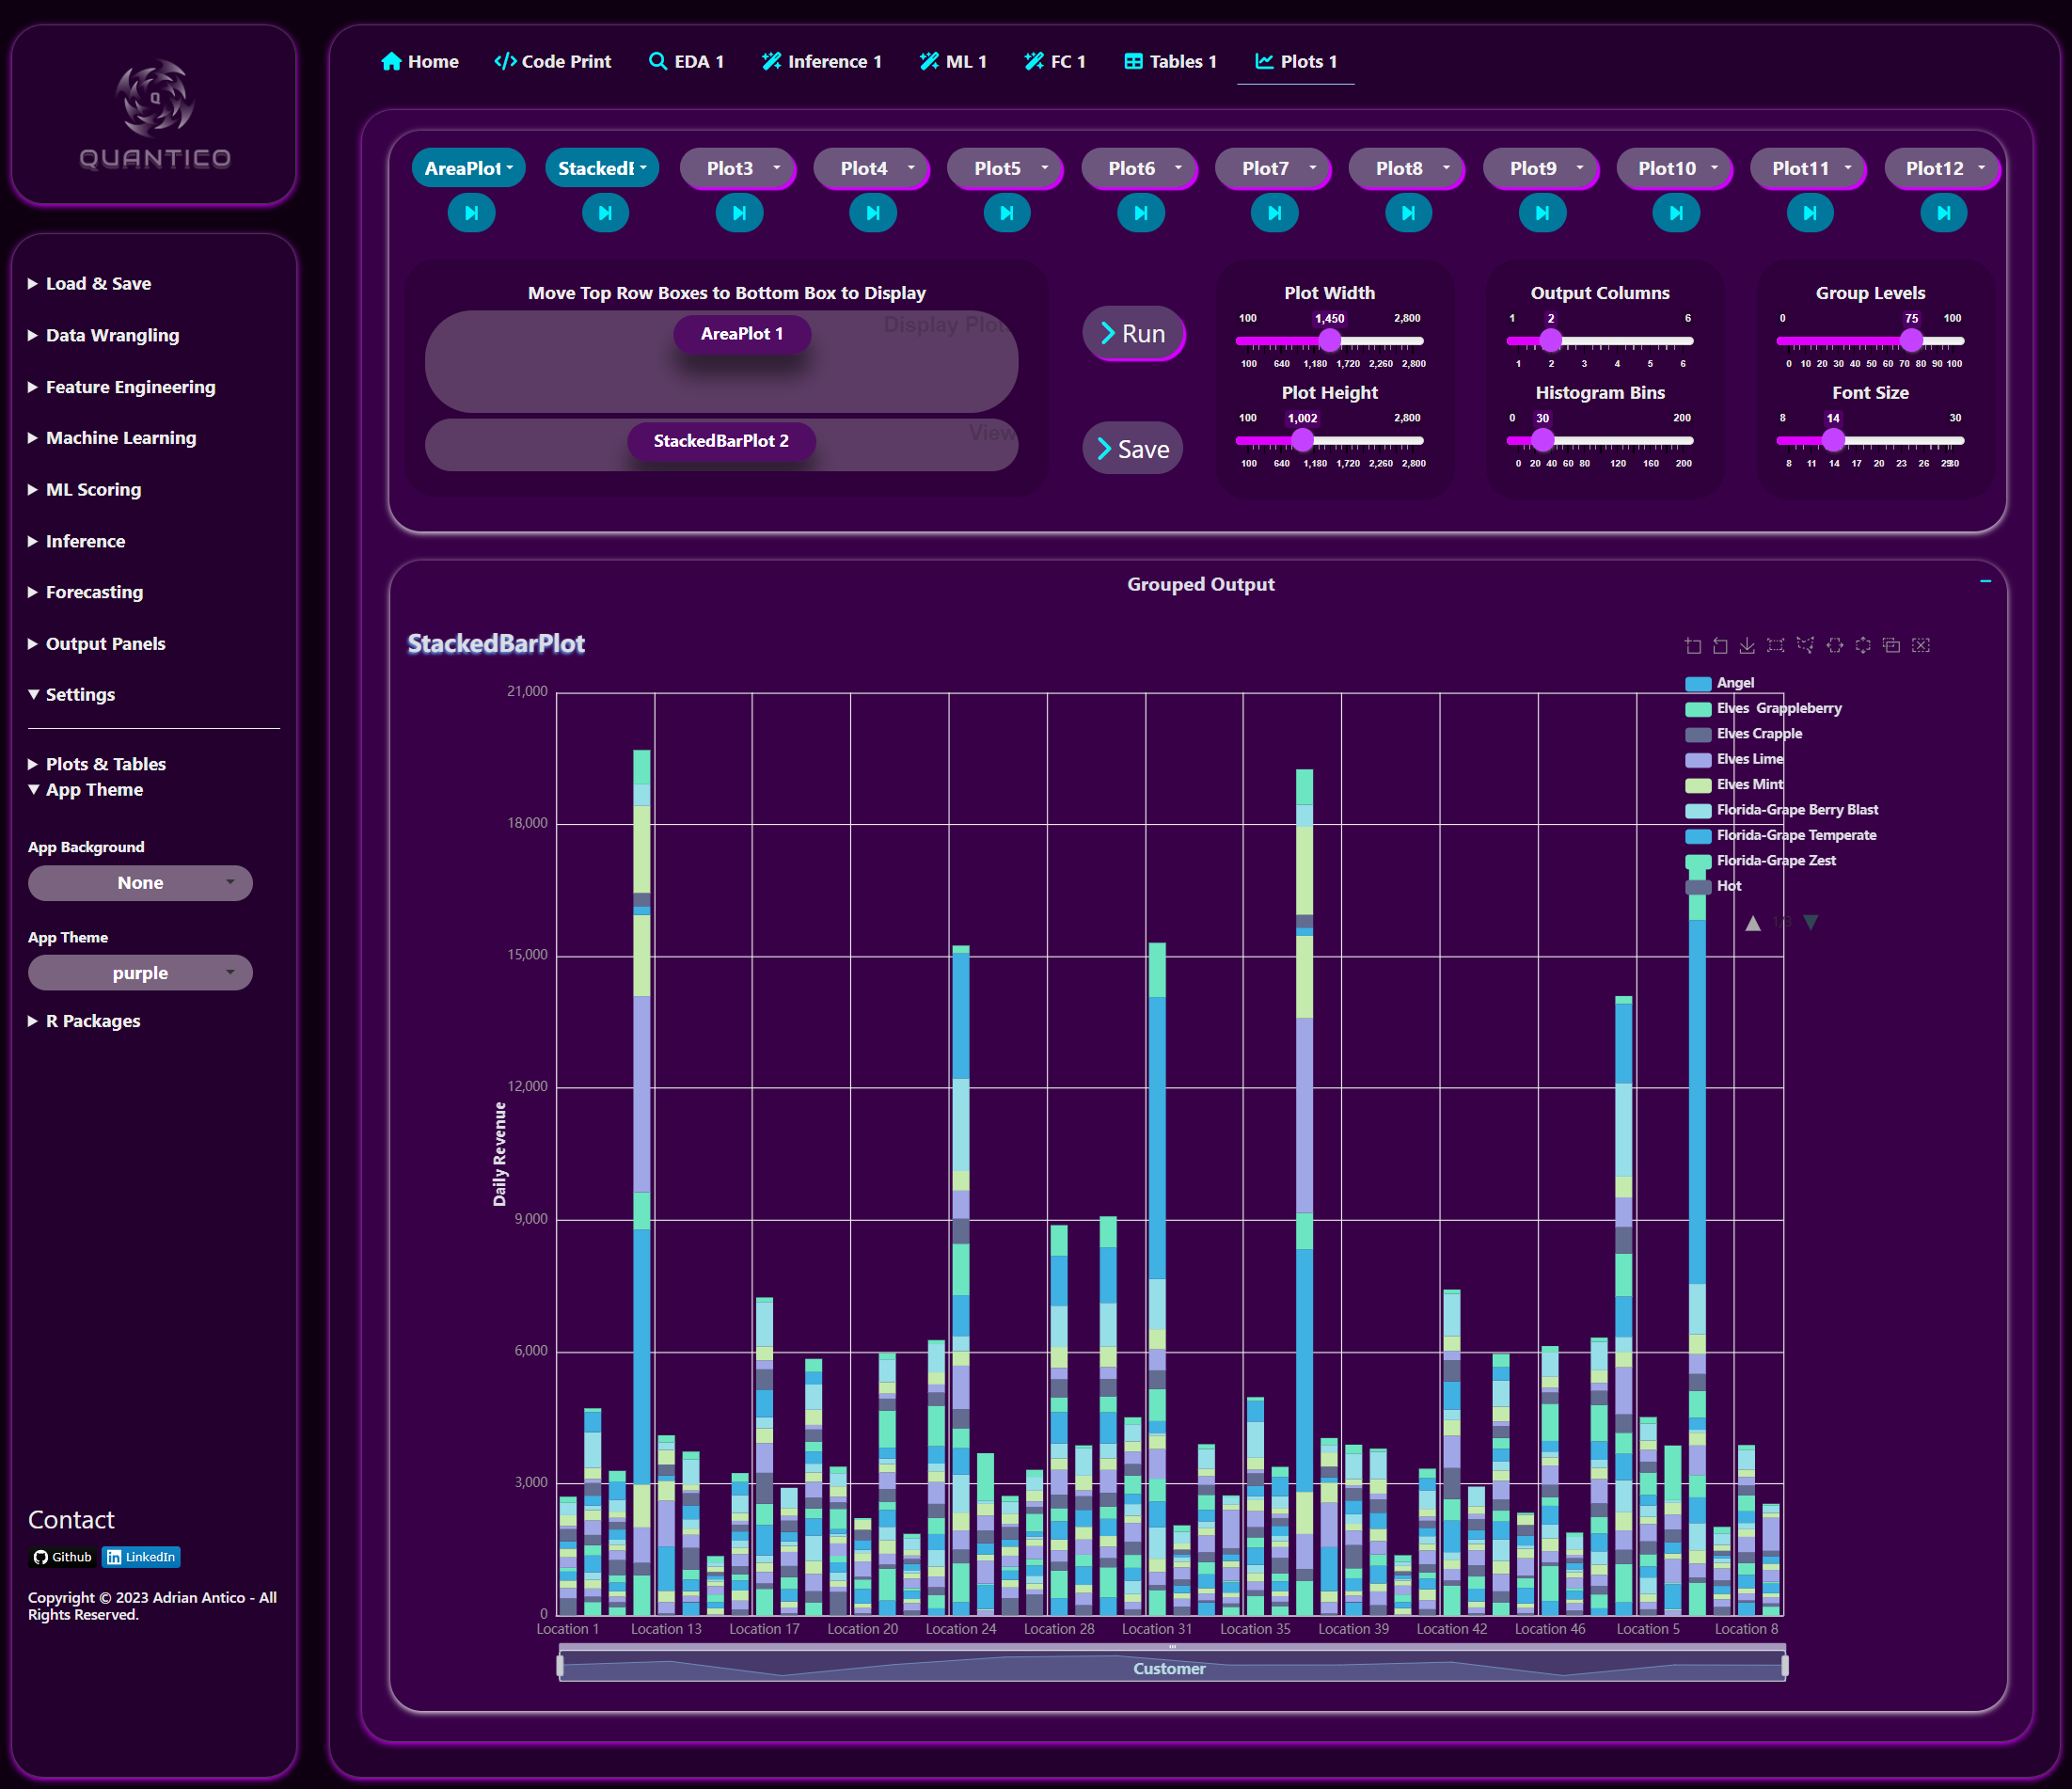 QUANTICO
Load & Save
Data Wrangling
Feature Engineering
Machine Learning
ML Scoring
Inference
Forecasting
Output Panels
Settings
Plots & Tables
App Theme
App Background
None
App Theme
purple
R Packages
Contact
Github LinkedIn
Copyright © 2023 Adrian Antico - All
Rights Reserved.
Home Code Print EDA 1 Inference 1 ML 1 FC 1 Tables 1 Plots 1
AreaPlot StackedE Plot3 Plot4 Plot5 Plot6 Plot7 Plot8 Plot9 Plot10 Plot11 Plot12
Move Top Row Boxes to Bottom Box to Display
Display Plot
AreaPlot 1
View
StackedBarPlot 2
Run
Save
Plot Width
100 1,450 2,800
100 640 1,180 1,720 2,260 2,800
Plot Height
100 1,002 2,800
100 640 1,180 1,720 2,260 2,800
Output Columns
1 2 6
1 2 3 4 5 6
Histogram Bins
0 30 200
0 20 40 60 80 120 160 200
Group Levels
0 75 100
0 10 20 30 40 50 60 70 80 90 100
Font Size
8 14 30
8 11 14 17 20 23 26 29 30
Grouped Output
StackedBarPlot
Angel
Elves  Grappleberry
Elves Crapple
Elves Lime
Elves Mint
Florida-Grape Berry Blast
Florida-Grape Temperate
Florida-Grape Zest
Hot
1/3
21,000
18,000
15,000
12,000
9,000
6,000
3,000
0
Daily Revenue
Location 1 Location 13 Location 17 Location 20 Location 24 Location 28 Location 31 Location 35 Location 39 Location 42 Location 46 Location 5 Location 8
Customer